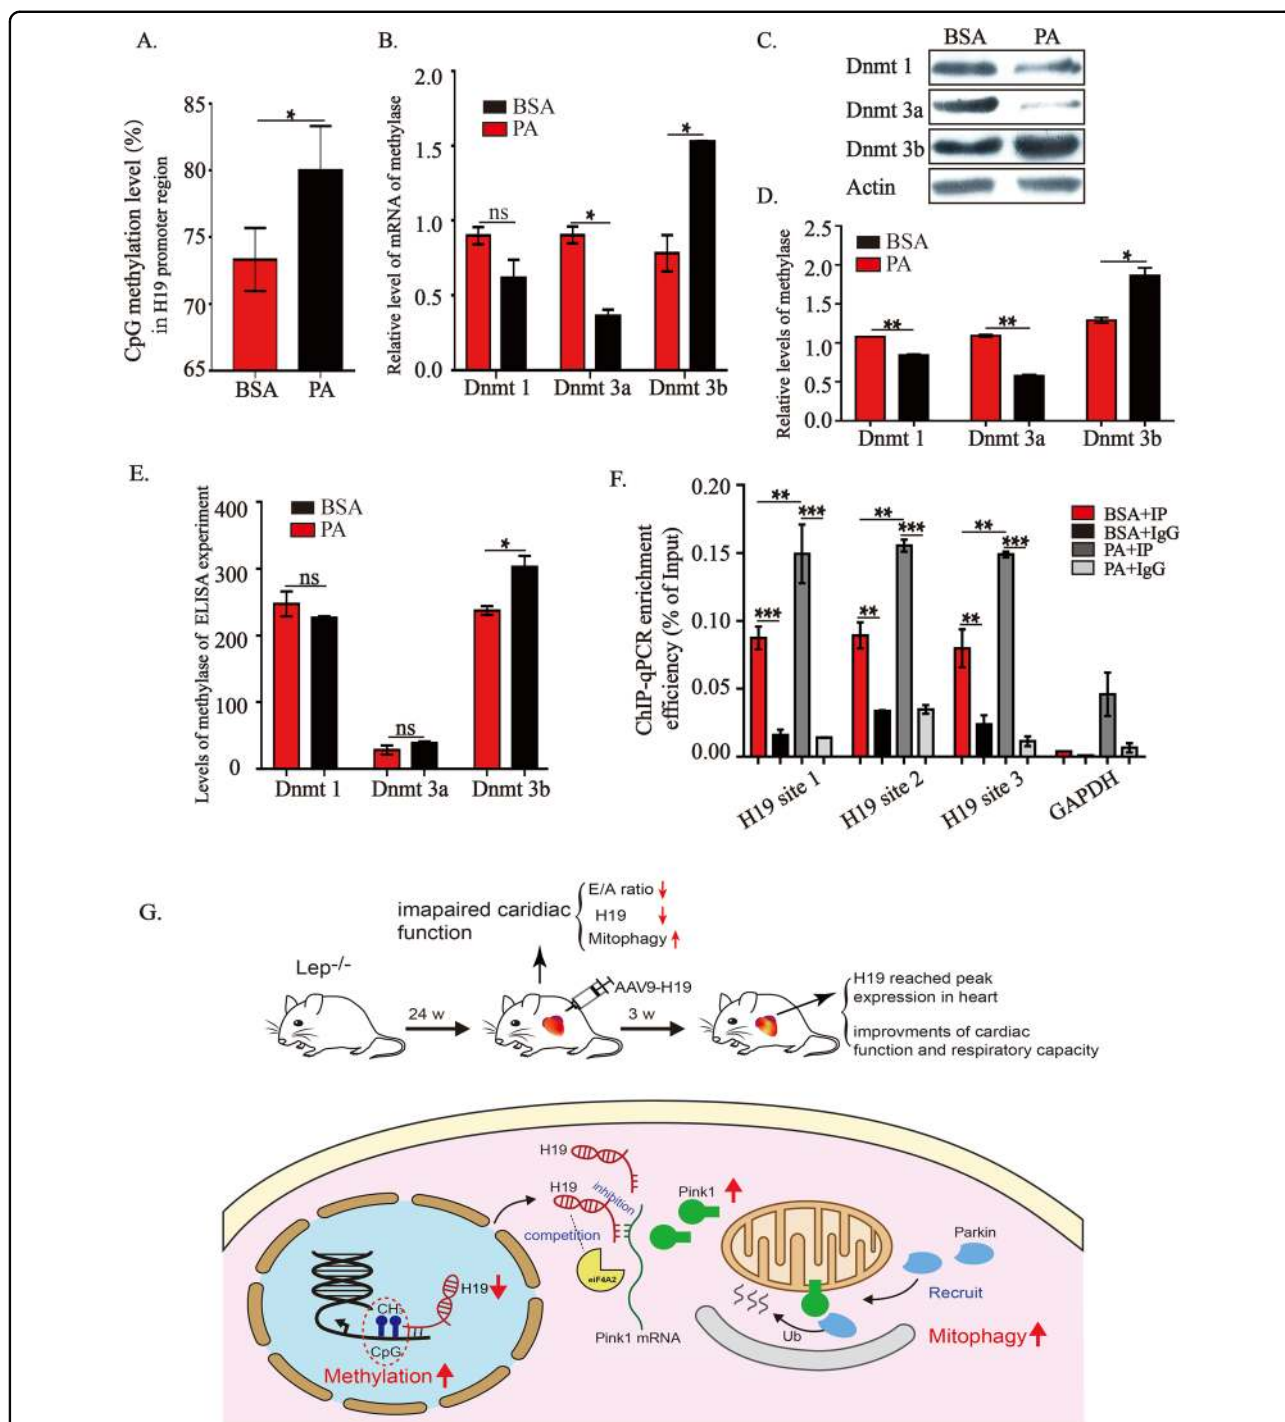 A.
CpG methylation level (%)
in H19 promoter region
85
80
75
70
65
*
BSA
PA
B.
Relative level of mRNA of methylase
2.0
1.5
1.0
0.5
0.0
BSA
PA
ns
*
*
Dnmt 1
Dnmt 3a
Dnmt 3b
C.
BSA
PA
Dnmt 1
Dnmt 3a
Dnmt 3b
Actin
D.
Relative levels of methylase
2.5
2.0
1.5
1.0
0.5
0.0
BSA
PA
**
**
*
Dnmt 1
Dnmt 3a
Dnmt 3b
E.
Levels of methylase of ELISA experiment
400
300
200
100
0
BSA
PA
ns
ns
*
Dnmt 1
Dnmt 3a
Dnmt 3b
F.
ChIP-qPCR enrichment
efficiency (% of Input)
0.20
0.15
0.10
0.05
0.00
** ***
*** 
** ***
**
** ***
**
BSA+IP
BSA+IgG
PA+IP
PA+IgG
H19 site 1
H19 site 2
H19 site 3
GAPDH
G.
imapaired caridiac
function
E/A ratio
H19
Mitophagy
Lep-/-
24 w
AAV9-H19
3 w
H19 reached peak
expression in heart
improvments of cardiac
function and respiratory capacity
H19
H19
inhibition
competition
eiF4A2
Pink1 mRNA
Pink1
Parkin
Recruit
Ub
Mitophagy
H19
CH3
CpG
Methylation